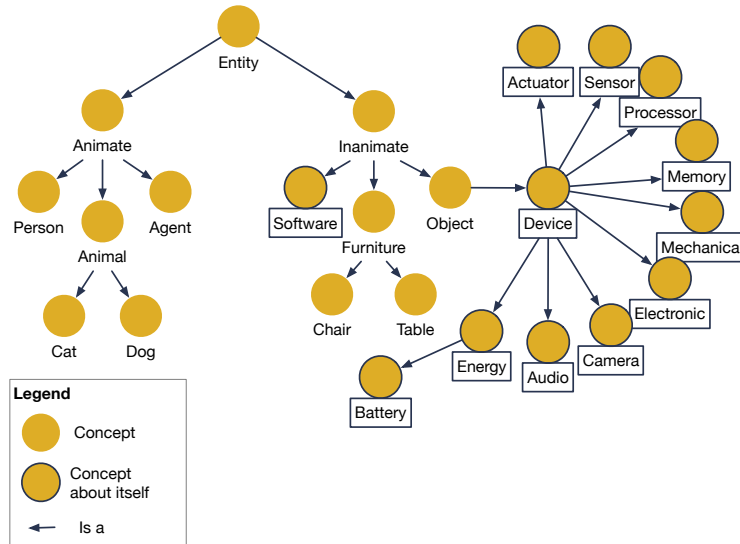 Entity
Actuator
Sensor
Processor
Animate
Inanimate
Memory
Person
Agent
Software
Object
Device
Mechanica
Animal
Furniture
Electronic
Chair
Table
Cat
Dog
Energy
Audio
Camera
Battery
Legend
Concept
Concept
about itself
Is a